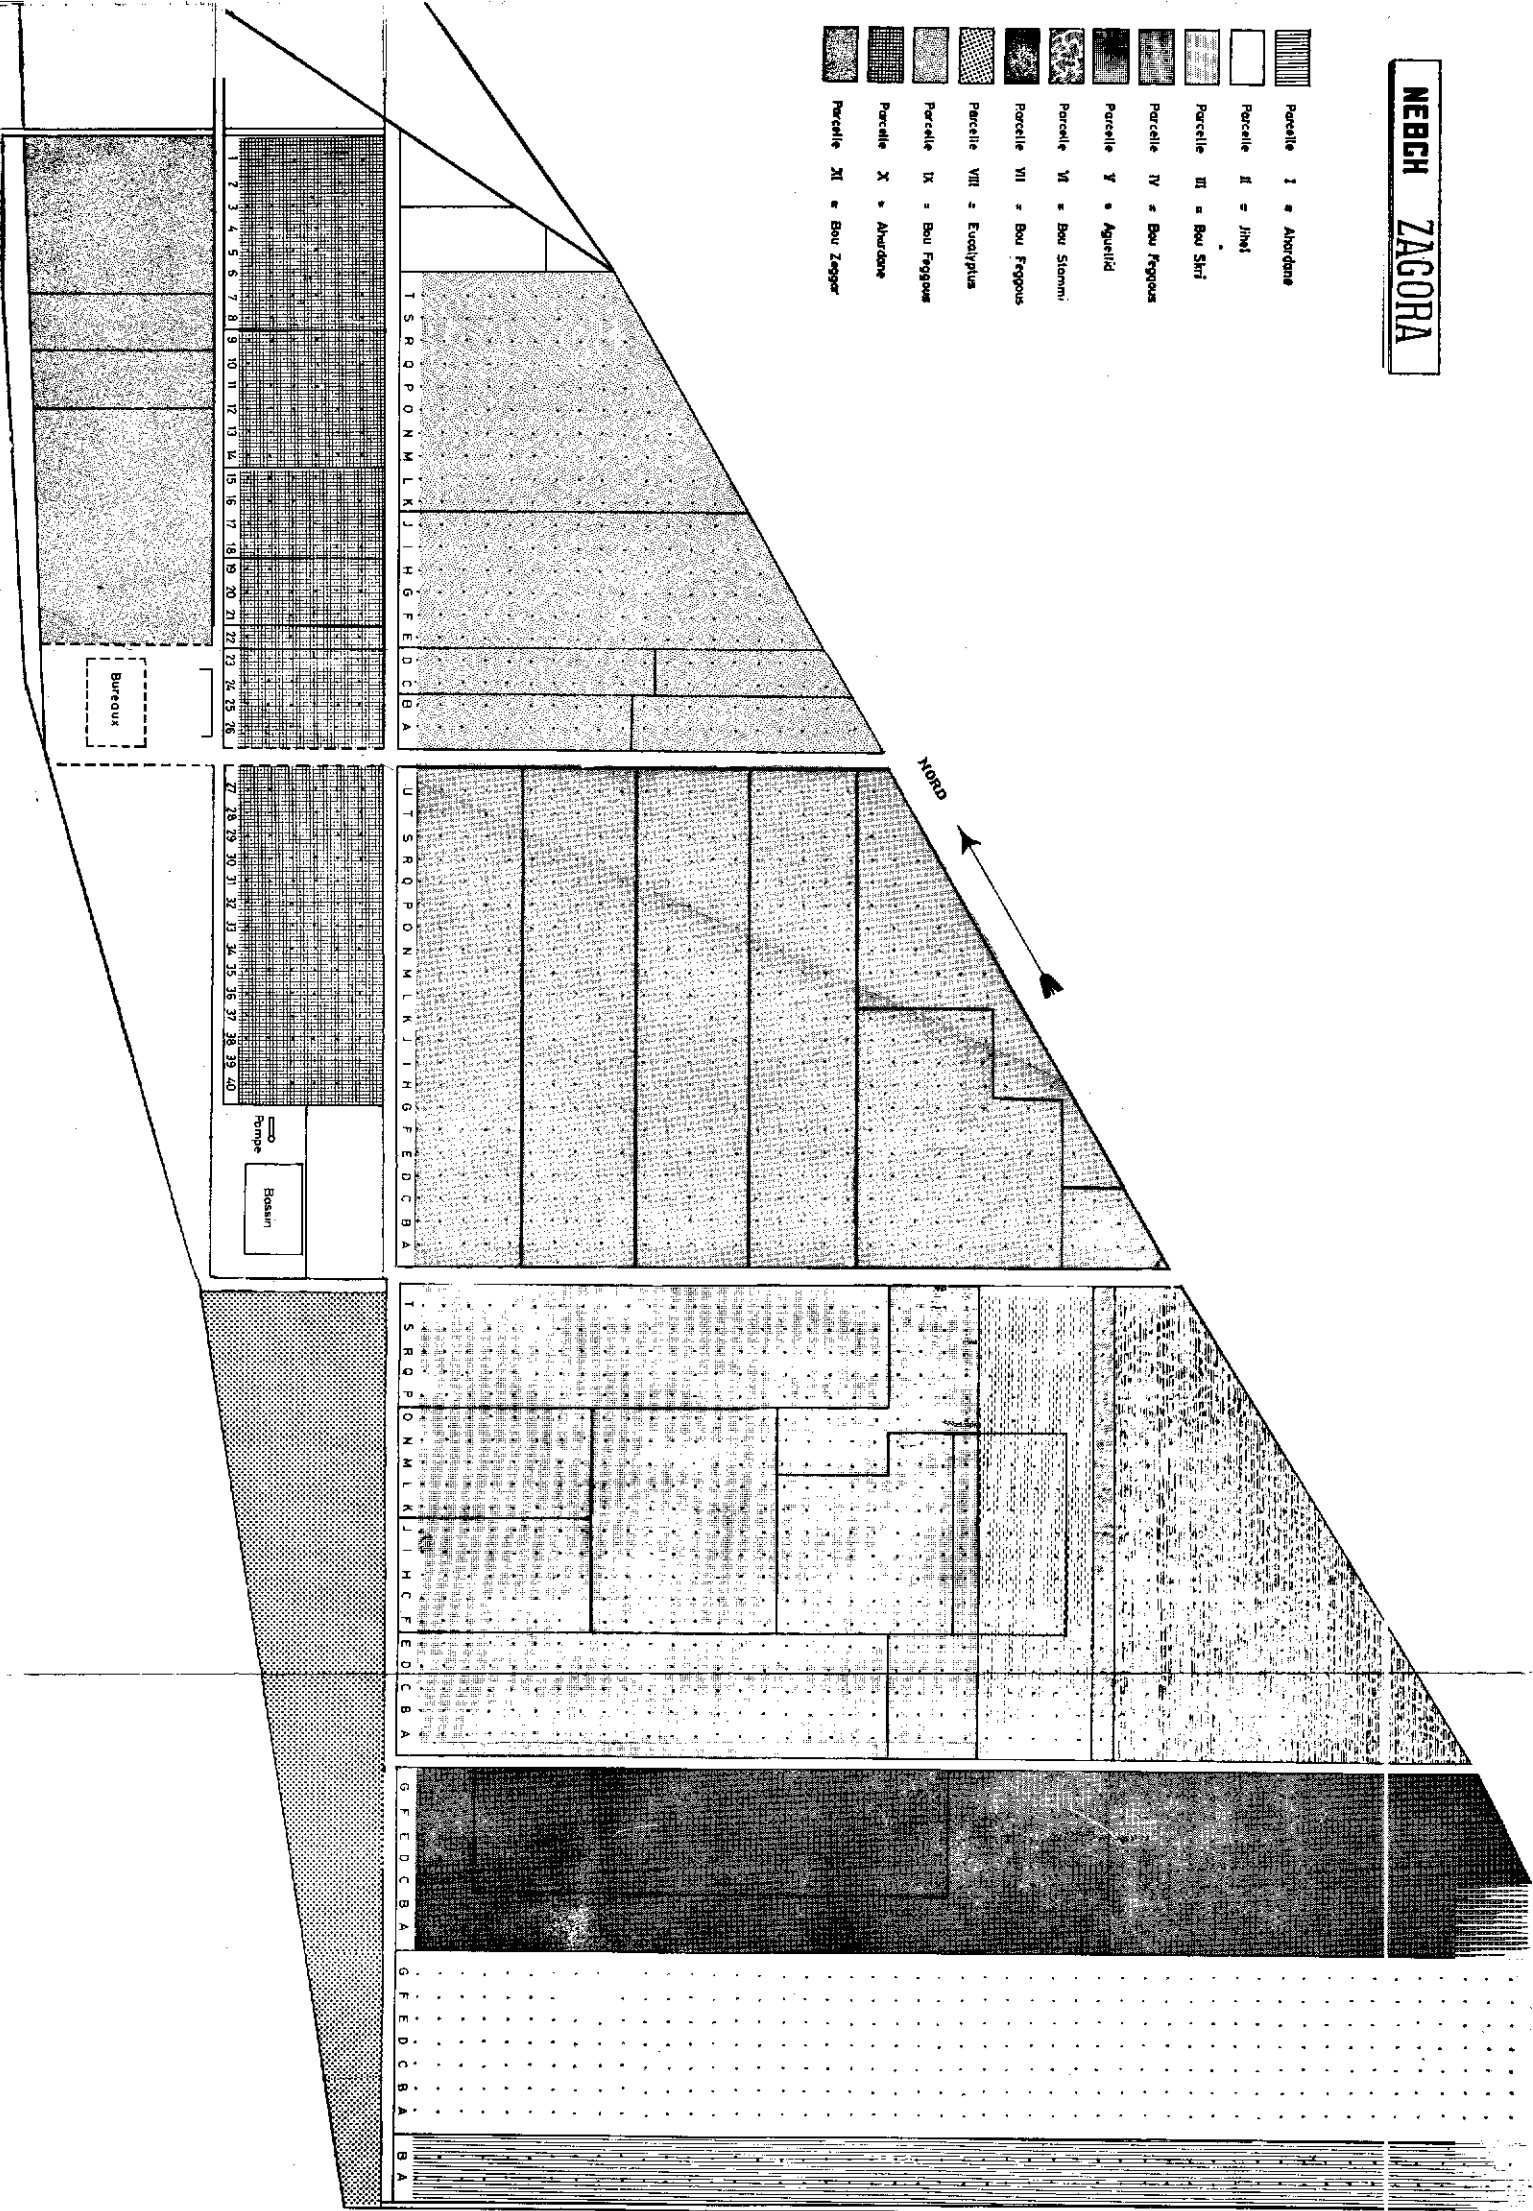 NEBCH ZAGORA
Parcelle I = Ahardane
Parcelle II = Jihel
Parcelle III = Bou Skri
Parcelle IV = Bou Feggous
Parcelle V = Aguellid
Parcelle VI = Bou Stammi
Parcelle VII = Bou Fegous
Parcelle VIII = Eucalyptus
Parcelle IX = Bou Feggous
Parcelle X = Ahardane
Parcelle XI = Bou Zeggar
NORD
T S R Q P O N M L K J I H G F E D C B A
U T S R Q P O N M L K J I H G F E D C B A
T S R Q P O N M L K J I H G F E D C B A
G F E D C B A
G F E D C B A
B A
1 2 3 4 5 6 7 8 9 10 11 12 13 14 15 16 17 18 19 20 21 22 23 24 25 26
27 28 29 30 31 32 33 34 35 36 37 38 39 40
Pompe
Bassin
Bureaux